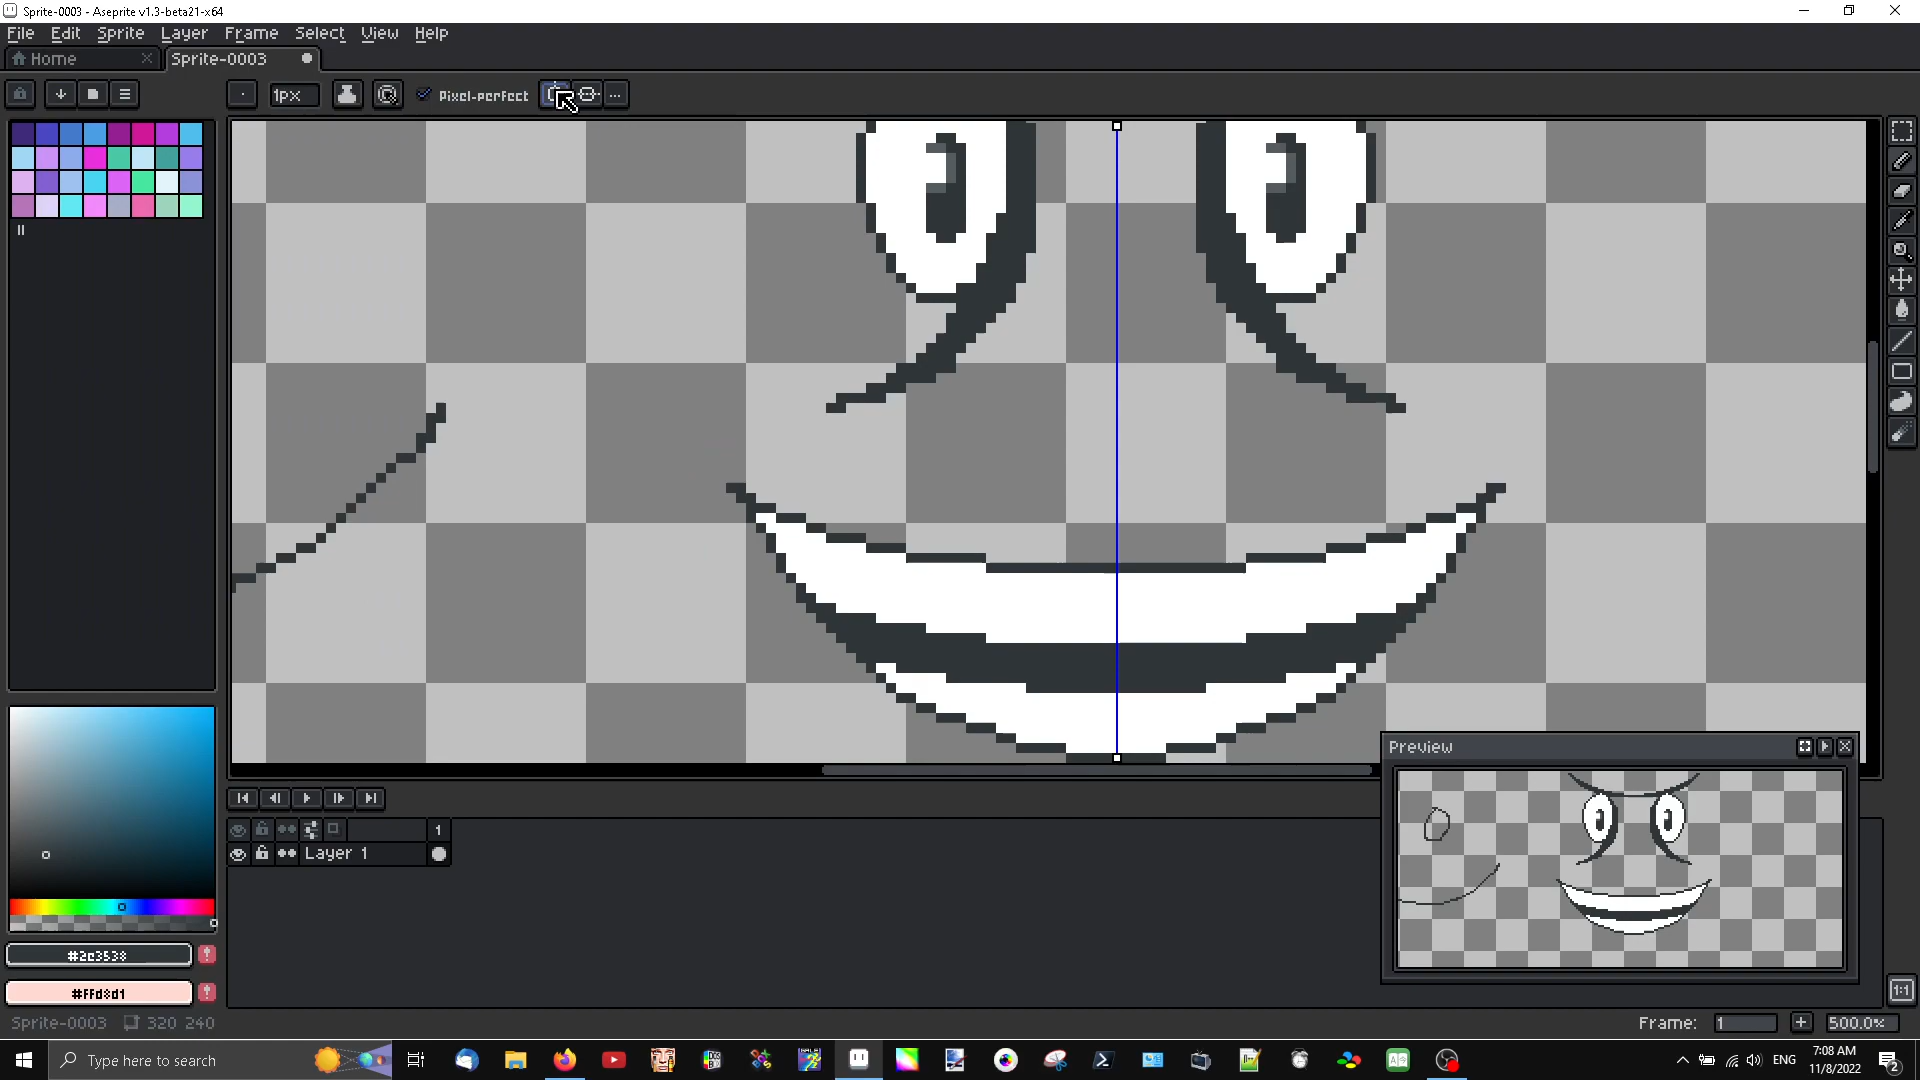 Sprite-0003 - Aseprite v1.3-beta21-x64
File Edit Sprite Layer Frame Select View Help
Home Sprite-0003
1px Pixel-perfect ...
Preview
1
Layer 1
#2c3538
#ffd8d1
Sprite-0003 320 240 Frame: 1 + 500.0% 1:1
Type here to search ENG 7:08 AM
11/8/2022 2